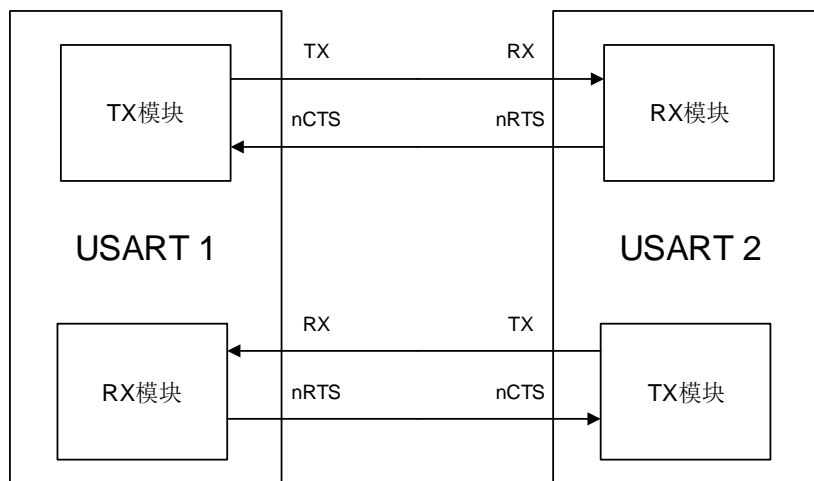 TX RX
TX模块 nCTS nRTS RX模块
USART 1 USART 2
RX TX
RX模块 nRTS nCTS TX模块